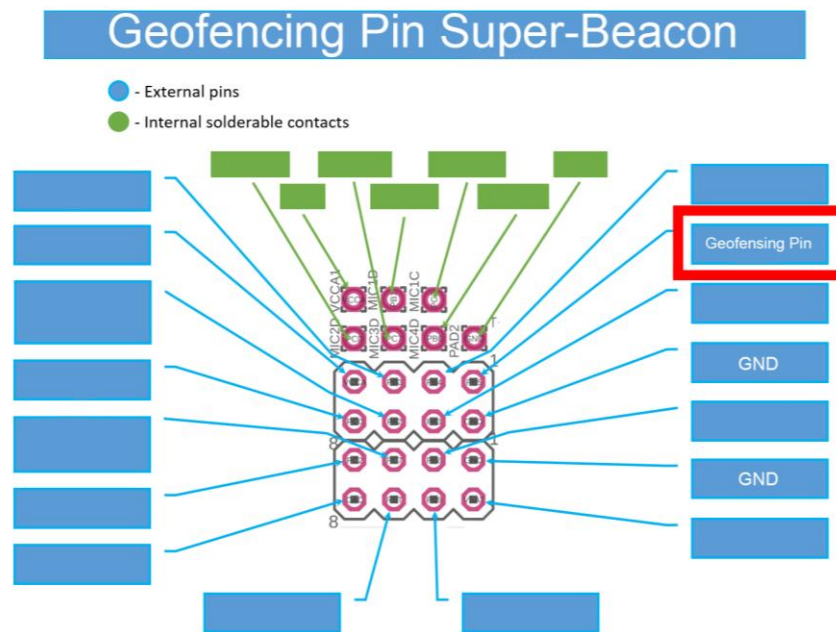 Geofencing Pin Super-Beacon
- External pins
- Internal solderable contacts
Geofensing Pin
VCCA1
MIC1D
MIC1C
MIC2D
MIC3D
MIC4D
PAD2
T
1
GND
8
1
GND
8